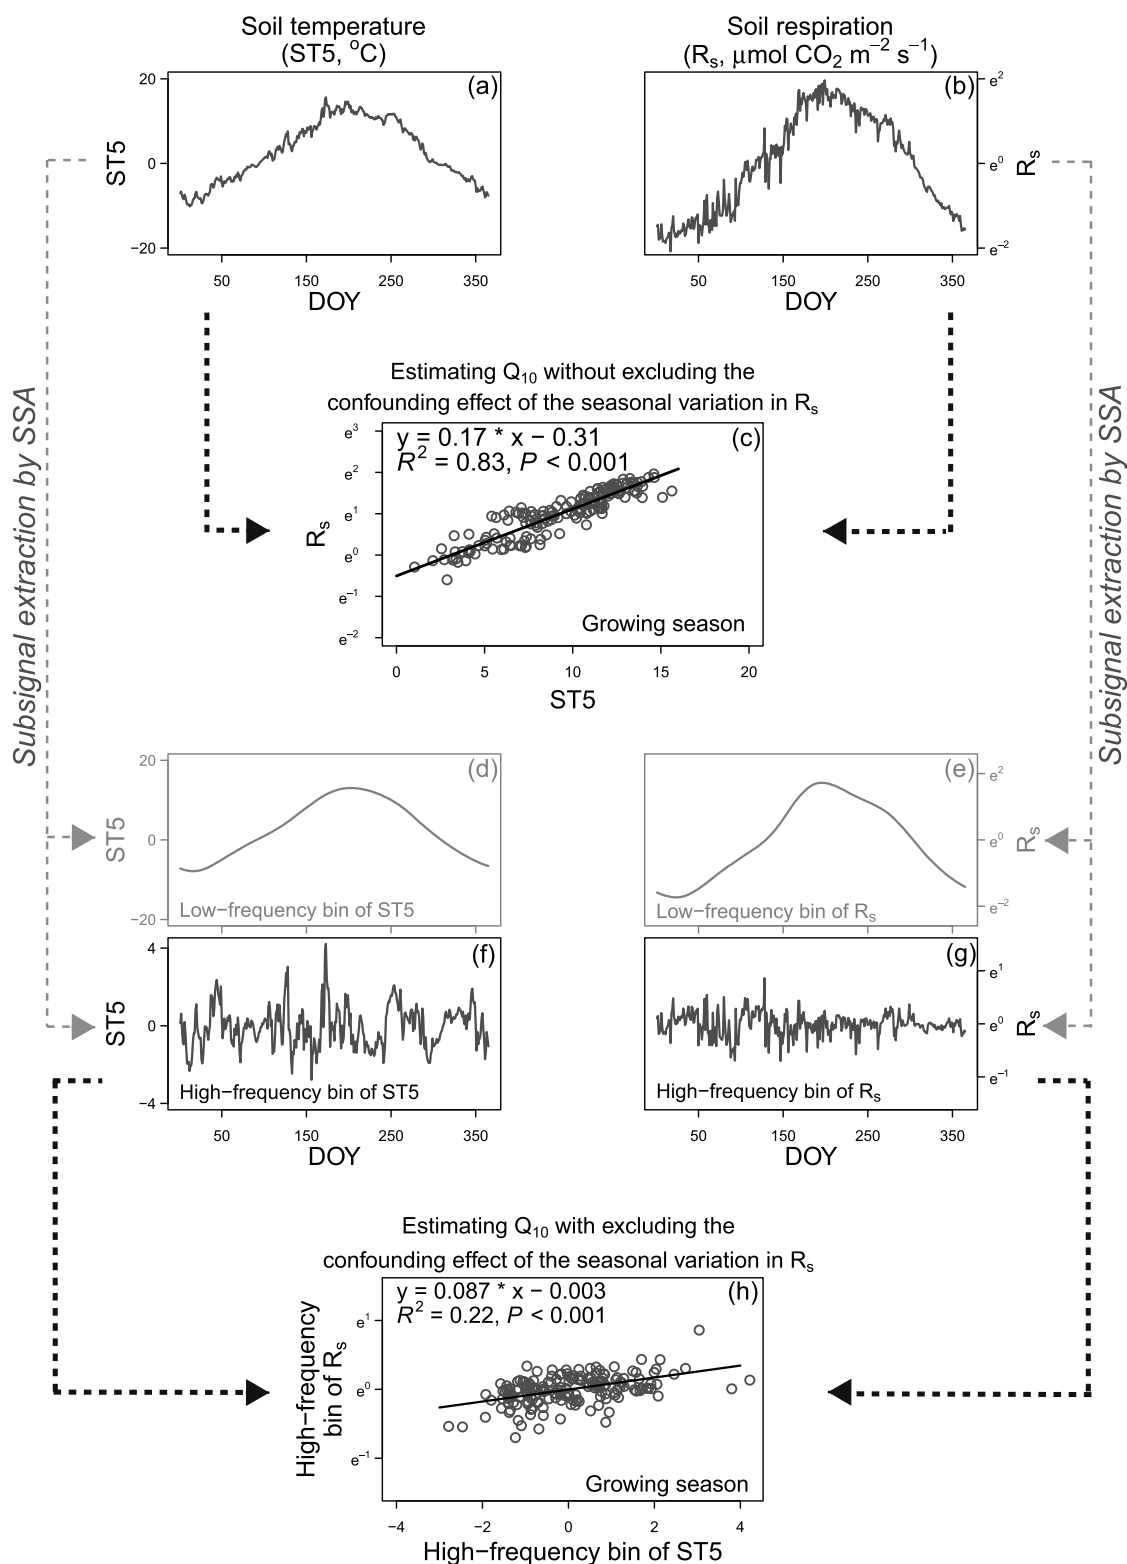 Soil temperature
(ST5, °C)
Soil respiration
(Rs, μmol CO2 m−2 s−1)
(a)
20
0
−20
ST5
50 150 250 350
DOY
(b)
e2
e0
e−2
Rs
50 150 250 350
DOY
Subsignal extraction by SSA
Subsignal extraction by SSA
Estimating Q10 without excluding the
confounding effect of the seasonal variation in Rs
y = 0.17 * x − 0.31
R2 = 0.83, P < 0.001
(c)
e3
e2
e1
e0
e−1
e−2
Rs
Growing season
0 5 10 15 20
ST5
(d)
20
0
−20
ST5
Low−frequency bin of ST5
(e)
e2
e0
e−2
Rs
Low−frequency bin of Rs
(f)
4
0
−4
ST5
High−frequency bin of ST5
50 150 250 350
DOY
(g)
e1
e0
e−1
Rs
High−frequency bin of Rs
50 150 250 350
DOY
Estimating Q10 with excluding the
confounding effect of the seasonal variation in Rs
y = 0.087 * x − 0.003
R2 = 0.22, P < 0.001
(h)
e1
e0
e−1
High−frequency
bin of Rs
Growing season
−4 −2 0 2 4
High−frequency bin of ST5